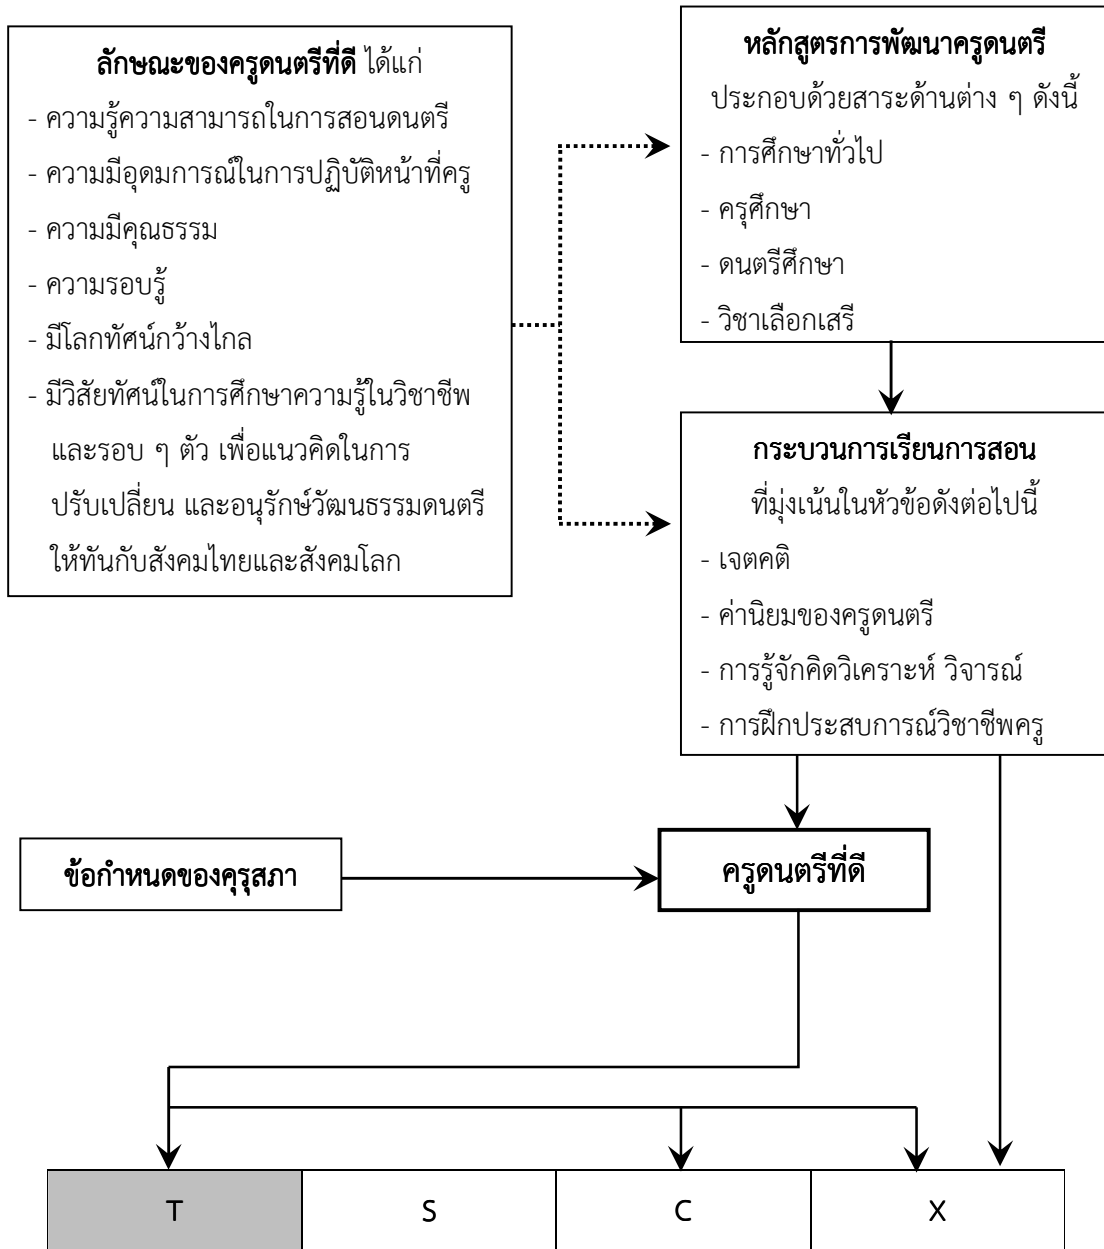 ลักษณะของครูดนตรีที่ดี ได้แก่
- ความรู้ความสามารถในการสอนดนตรี
- ความมีอุดมการณ์ในการปฏิบัติหน้าที่ครู
- ความมีคุณธรรม
- ความรอบรู้
- มีโลกทัศน์กว้างไกล
- มีวิสัยทัศน์ในการศึกษาความรู้ในวิชาชีพ
และรอบ ๆ ตัว เพื่อแนวคิดในการ
ปรับเปลี่ยน และอนุรักษ์วัฒนธรรมดนตรี
ให้ทันกับสังคมไทยและสังคมโลก
หลักสูตรการพัฒนาครูดนตรี
ประกอบด้วยสาระด้านต่าง ๆ ดังนี้
- การศึกษาทั่วไป
- ครุศึกษา
- ดนตรีศึกษา
- วิชาเลือกเสรี
กระบวนการเรียนการสอน
ที่มุ่งเน้นในหัวข้อดังต่อไปนี้
- เจตคติ
- ค่านิยมของครูดนตรี
- การรู้จักคิดวิเคราะห์ วิจารณ์
- การฝึกประสบการณ์วิชาชีพครู
ข้อกำหนดของคุรุสภา
ครูดนตรีที่ดี
T S C X